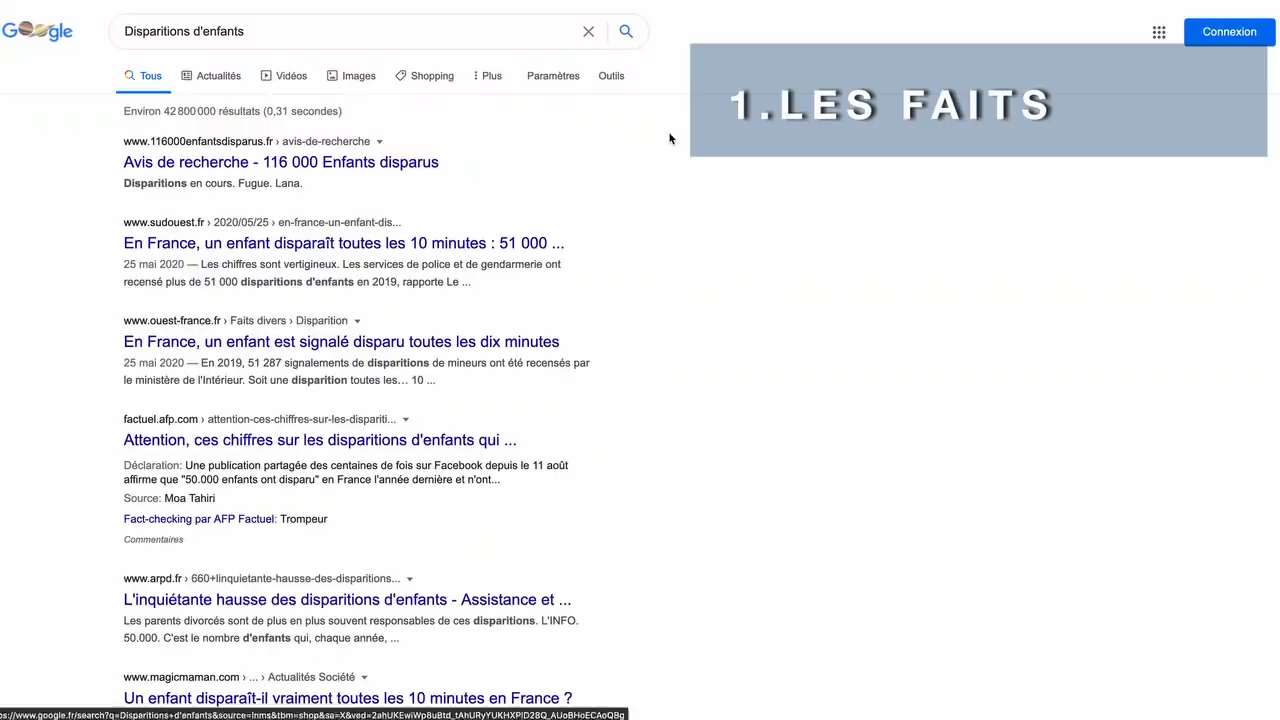 Google
Disparitions d'enfants
Connexion
Tous
Actualités
Vidéos
Images
Shopping
Plus
Paramètres
Outils
1.LES FAITS
Environ 42 800 000 résultats (0,31 secondes)
www.116000enfantsdisparus.fr › avis-de-recherche
Avis de recherche - 116 000 Enfants disparus
Disparitions en cours. Fugue. Lana.
www.sudouest.fr › 2020/05/25 › en-france-un-enfant-dis...
En France, un enfant disparaît toutes les 10 minutes : 51 000 ...
25 mai 2020 — Les chiffres sont vertigineux. Les services de police et de gendarmerie ont
recensé plus de 51 000 disparitions d'enfants en 2019, rapporte Le ...
www.ouest-france.fr › Faits divers › Disparition
En France, un enfant est signalé disparu toutes les dix minutes
25 mai 2020 — En 2019, 51 287 signalements de disparitions de mineurs ont été recensés par
le ministère de l'Intérieur. Soit une disparition toutes les… 10 ...
factuel.afp.com › attention-ces-chiffres-sur-les-dispariti...
Attention, ces chiffres sur les disparitions d'enfants qui ...
Déclaration: Une publication partagée des centaines de fois sur Facebook depuis le 11 août
affirme que "50.000 enfants ont disparu" en France l'année dernière et n'ont...
Source: Moa Tahiri
Fact-checking par AFP Factuel: Trompeur
Commentaires
www.arpd.fr › 660+linquietante-hausse-des-disparitions...
L'inquiétante hausse des disparitions d'enfants - Assistance et ...
Les parents divorcés sont de plus en plus souvent responsables de ces disparitions. L'INFO.
50.000. C'est le nombre d'enfants qui, chaque année, ...
www.magicmaman.com › ... › Actualités Société
Un enfant disparaît-il vraiment toutes les 10 minutes en France ?